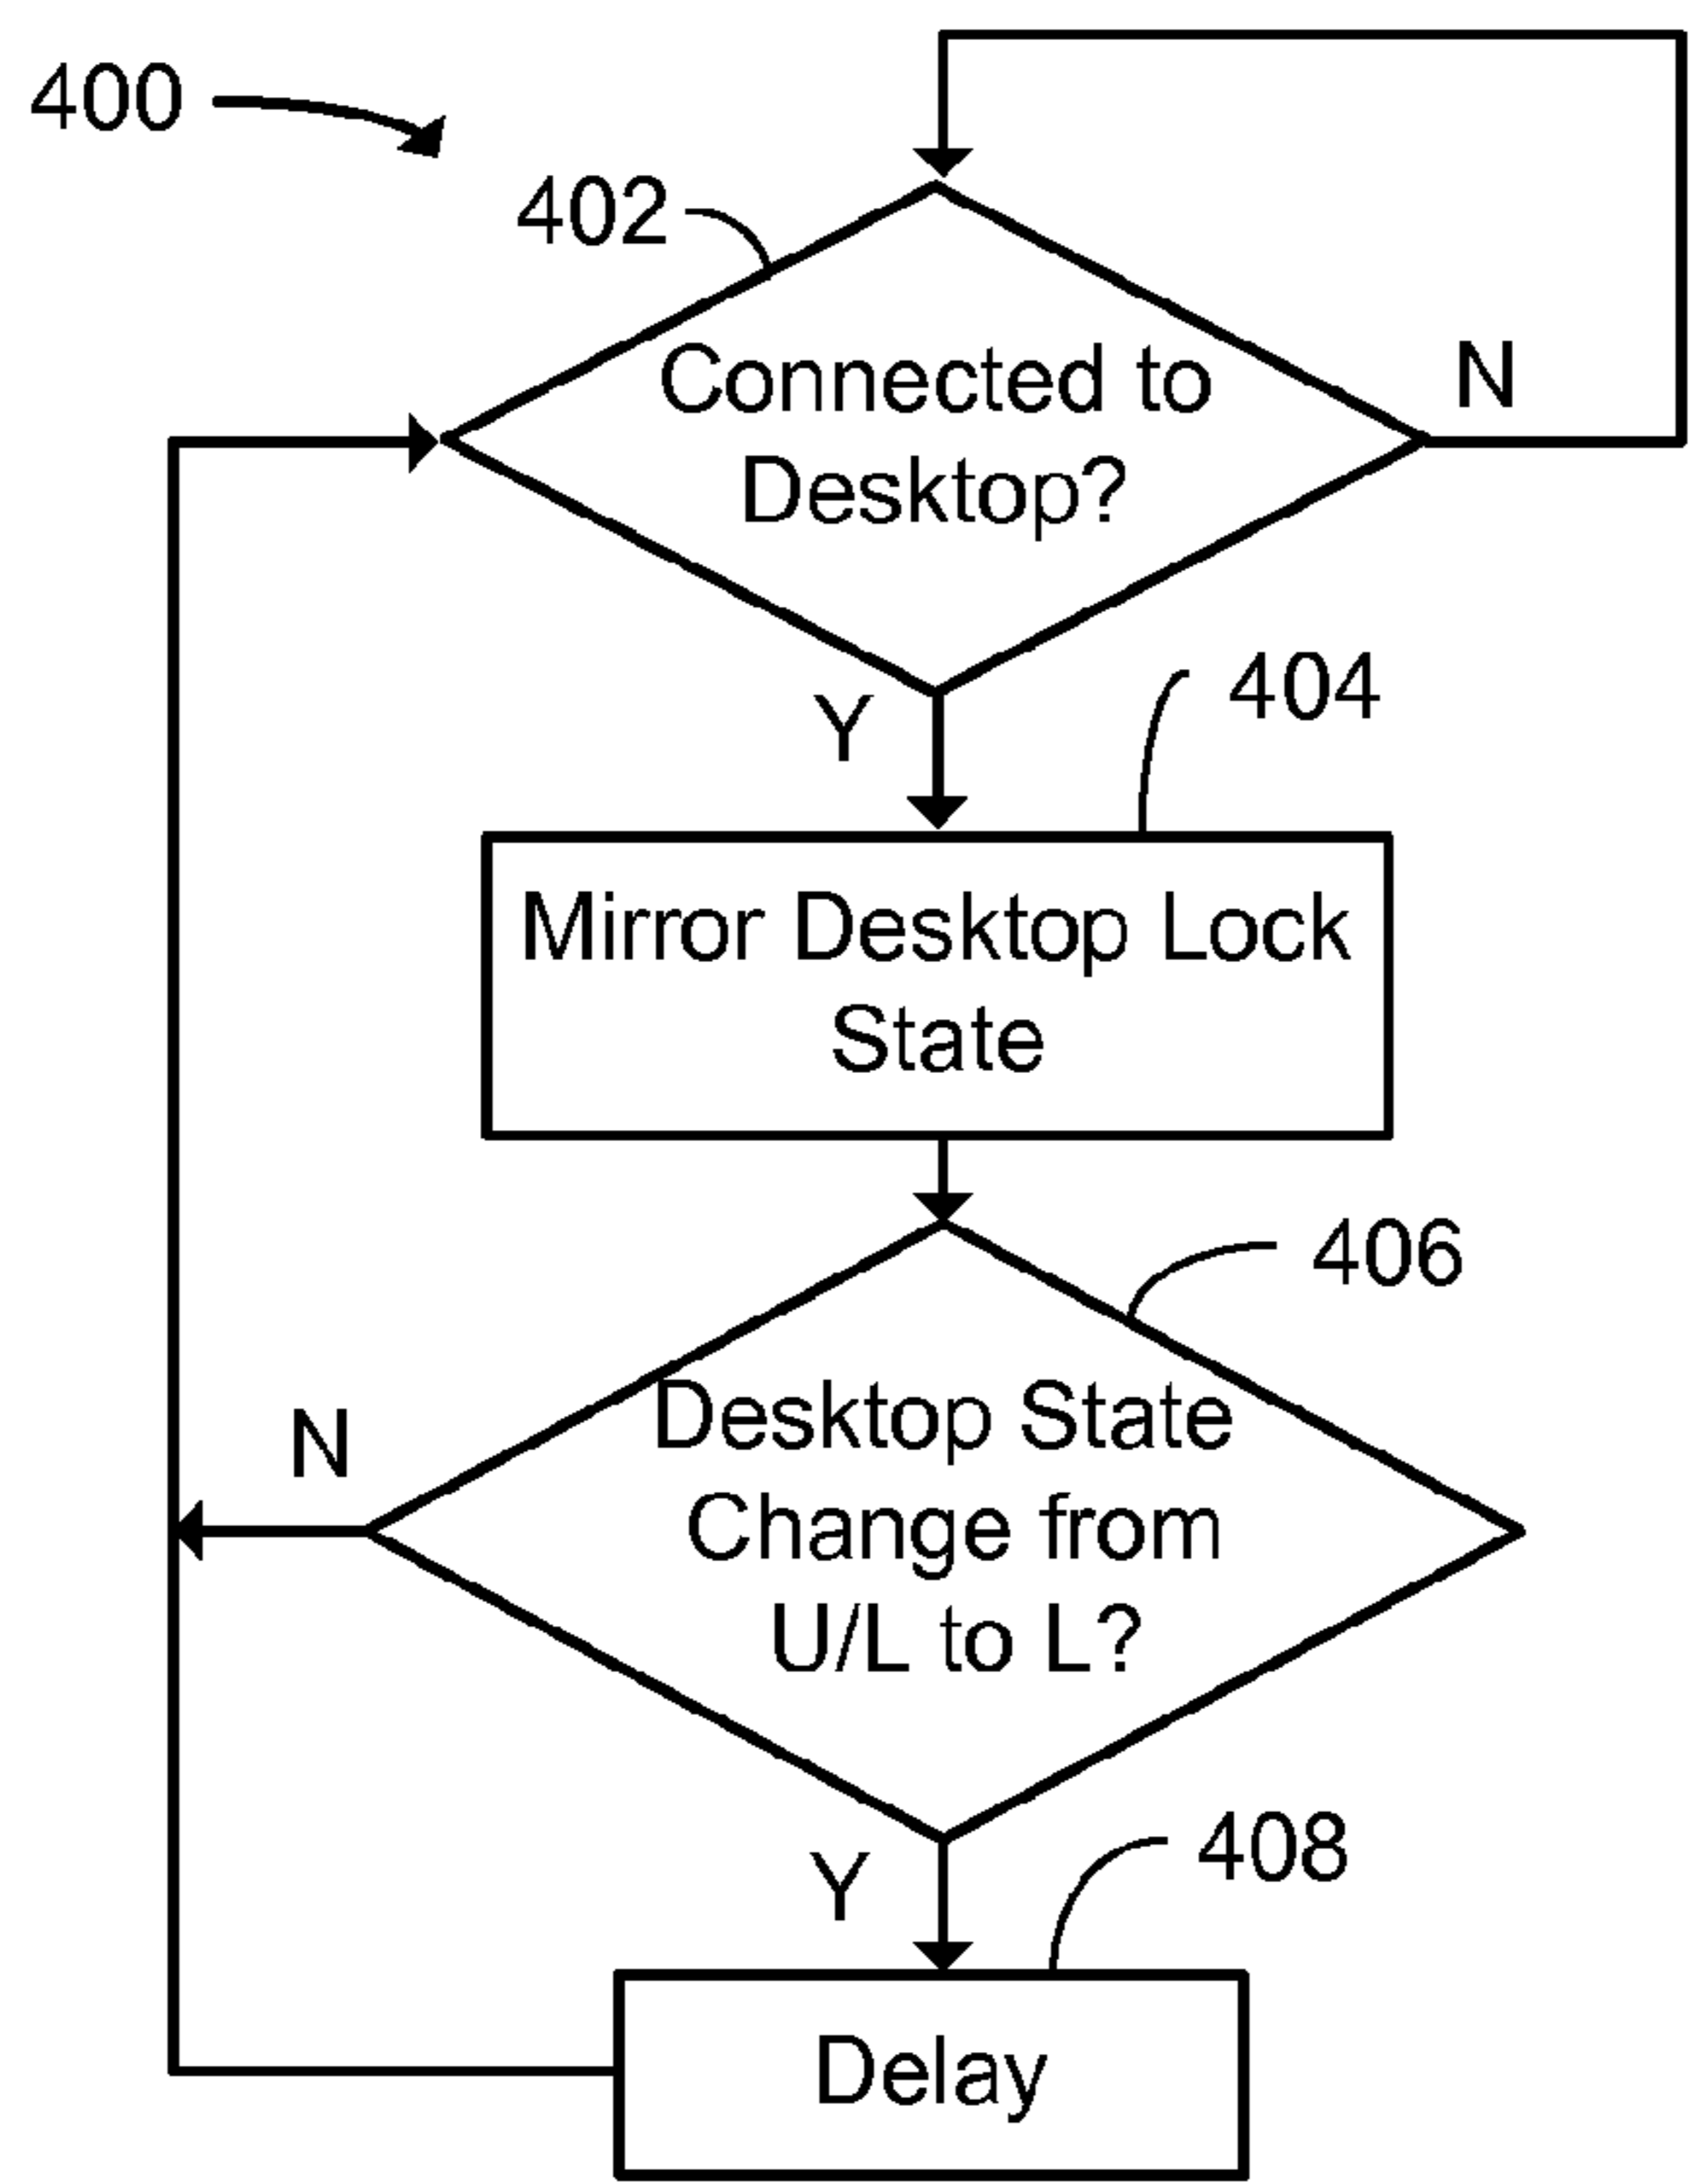 400
402
Connected to
Desktop?
N
Y
404
Mirror Desktop Lock
State
406
Desktop State
Change from
U/L to L?
N
Y
408
Delay